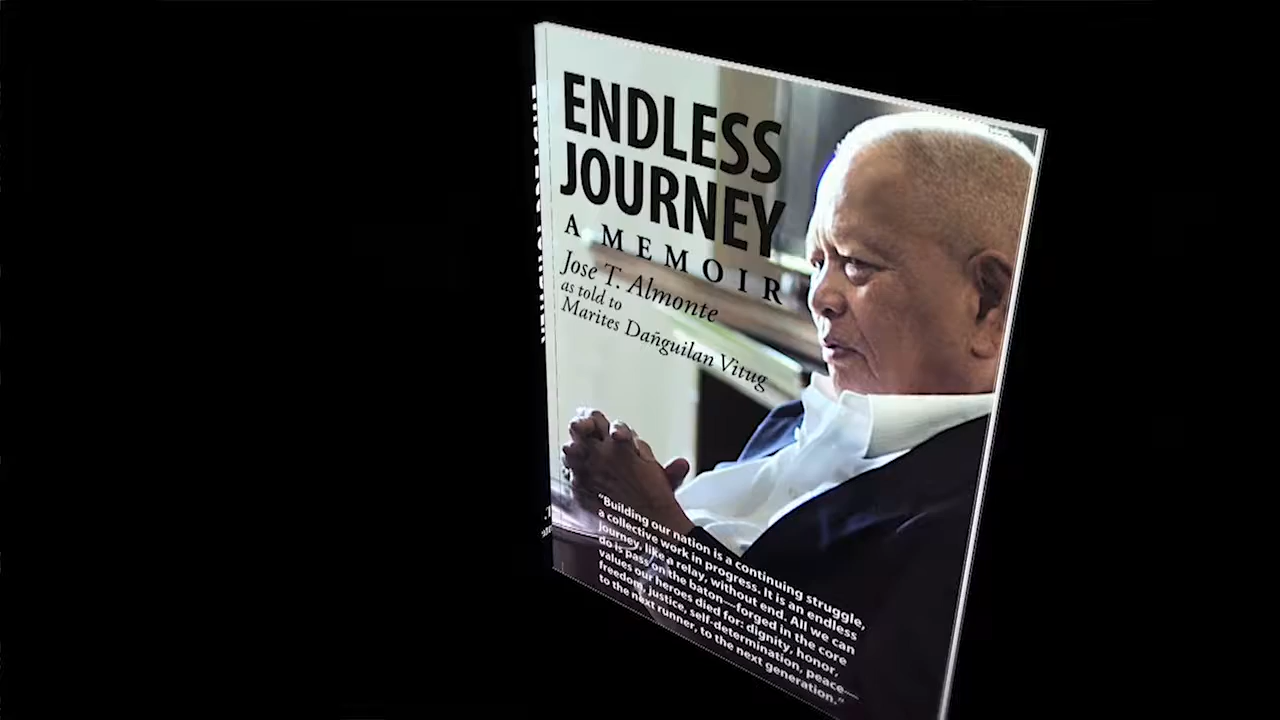 ENDLESS
JOURNEY
A MEMOIR
Jose T. Almonte
as told to
Marites Dañguilan Vitug
“Building our nation is a continuing struggle,
a collective work in progress. It is an endless
journey, like a relay, without end. All we can
do is pass on the baton—forged in the core
values our heroes died for: dignity, honor,
freedom, justice, self-determination, peace—
to the next runner, to the next generation.”